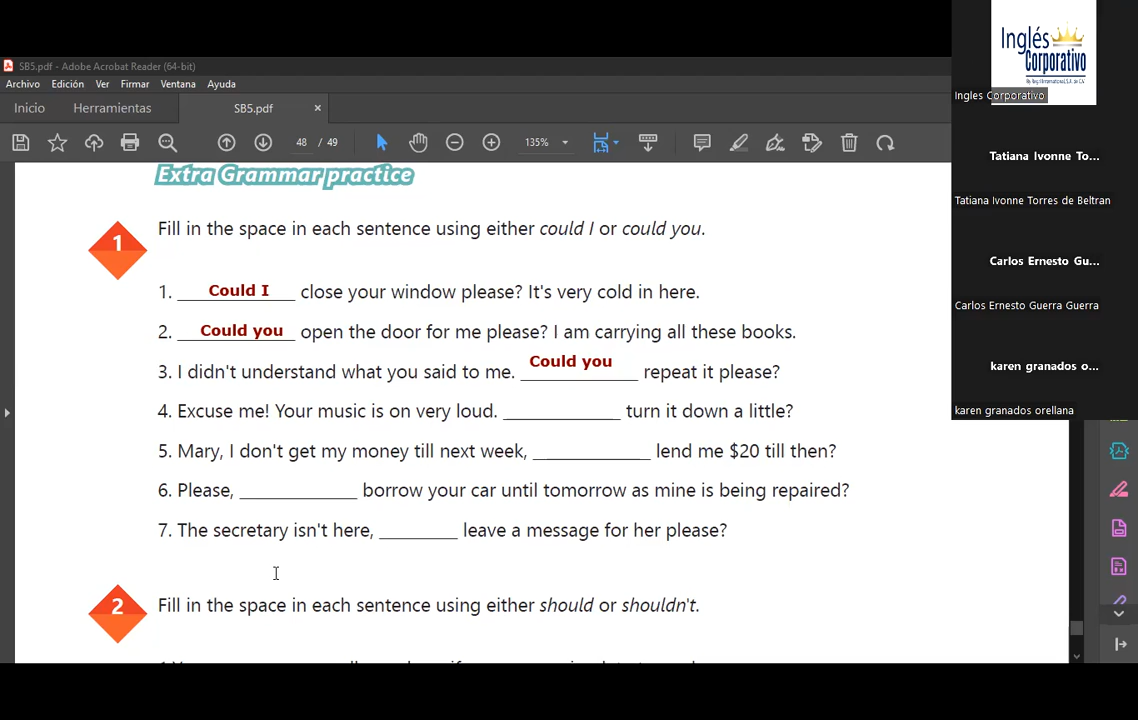 SB5.pdf - Adobe Acrobat Reader (64-bit)
Archivo Edición Ver Firmar Ventana Ayuda
Inicio Herramientas SB5.pdf ×
48 / 49 135%
Extra Grammar practice
1 Fill in the space in each sentence using either could I or could you.
1. Could I close your window please? It's very cold in here.
2. Could you open the door for me please? I am carrying all these books.
3. I didn't understand what you said to me. Could you repeat it please?
4. Excuse me! Your music is on very loud. ____________ turn it down a little?
5. Mary, I don't get my money till next week, ____________ lend me $20 till then?
6. Please, ____________ borrow your car until tomorrow as mine is being repaired?
7. The secretary isn't here, ________ leave a message for her please?
2 Fill in the space in each sentence using either should or shouldn't.
Inglés
Corporativo
Ingles Corporativo
Tatiana Ivonne To...
Tatiana Ivonne Torres de Beltran
Carlos Ernesto Gu...
Carlos Ernesto Guerra Guerra
karen granados o...
karen granados orellana